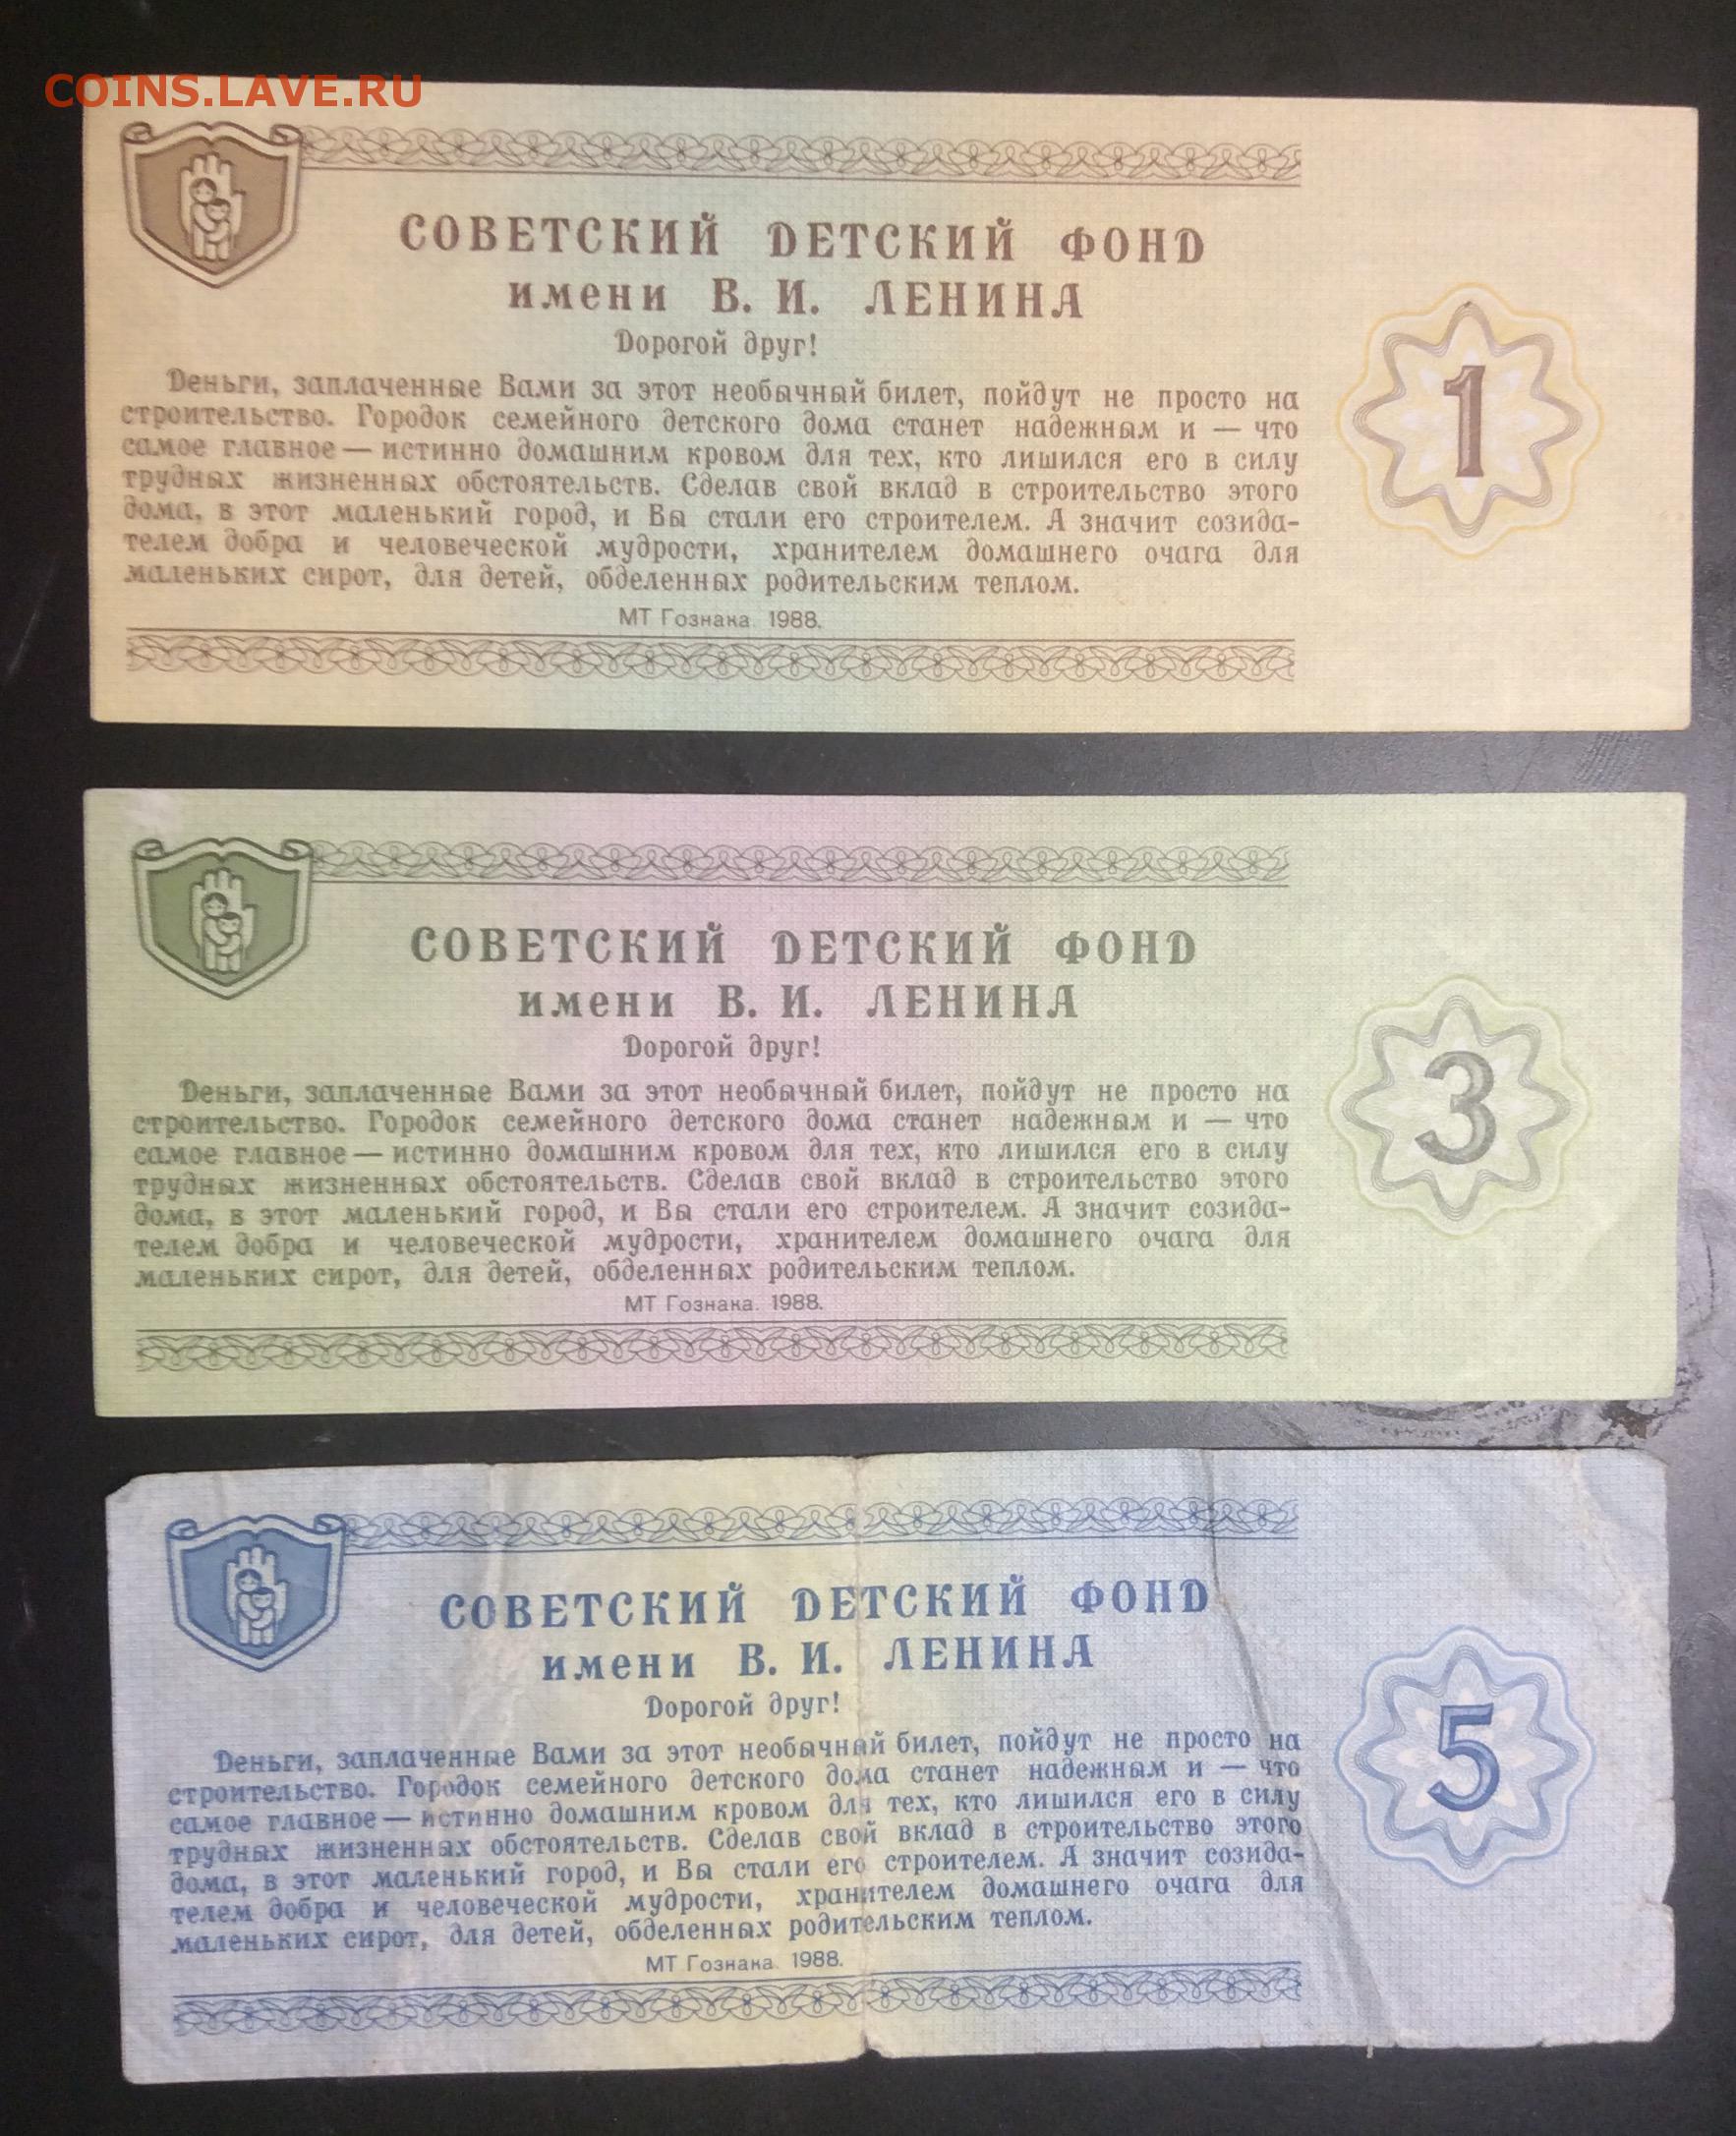 COINS.LAVE.RU
СОВЕТСКИЙ ДЕТСКИЙ ФОНД
имени В. И. ЛЕНИНА
Дорогой друг!
Деньги, заплаченные Вами за этот необычный билет, пойдут не просто на
строительство. Городок семейного детского дома станет надежным и — что
самое главное — истинно домашним кровом для тех, кто лишился его в силу
трудных жизненных обстоятельств. Сделав свой вклад в строительство этого
дома, в этот маленький город, и Вы стали его строителем. А значит созида-
телем добра и человеческой мудрости, хранителем домашнего очага для
маленьких сирот, для детей, обделенных родительским теплом.
МТ Гознака. 1988.
1
СОВЕТСКИЙ ДЕТСКИЙ ФОНД
имени В. И. ЛЕНИНА
Дорогой друг!
Деньги, заплаченные Вами за этот необычный билет, пойдут не просто на
строительство. Городок семейного детского дома станет надежным и — что
самое главное — истинно домашним кровом для тех, кто лишился его в силу
трудных жизненных обстоятельств. Сделав свой вклад в строительство этого
дома, в этот маленький город, и Вы стали его строителем. А значит созида-
телем добра и человеческой мудрости, хранителем домашнего очага для
маленьких сирот, для детей, обделенных родительским теплом.
МТ Гознака. 1988.
3
СОВЕТСКИЙ ДЕТСКИЙ ФОНД
имени В. И. ЛЕНИНА
Дорогой друг!
Деньги, заплаченные Вами за этот необычный билет, пойдут не просто на
строительство. Городок семейного детского дома станет надежным и — что
самое главное — истинно домашним кровом для тех, кто лишился его в силу
трудных жизненных обстоятельств. Сделав свой вклад в строительство этого
дома, в этот маленький город, и Вы стали его строителем. А значит созида-
телем добра и человеческой мудрости, хранителем домашнего очага для
маленьких сирот, для детей, обделенных родительским теплом.
МТ Гознака. 1988.
5